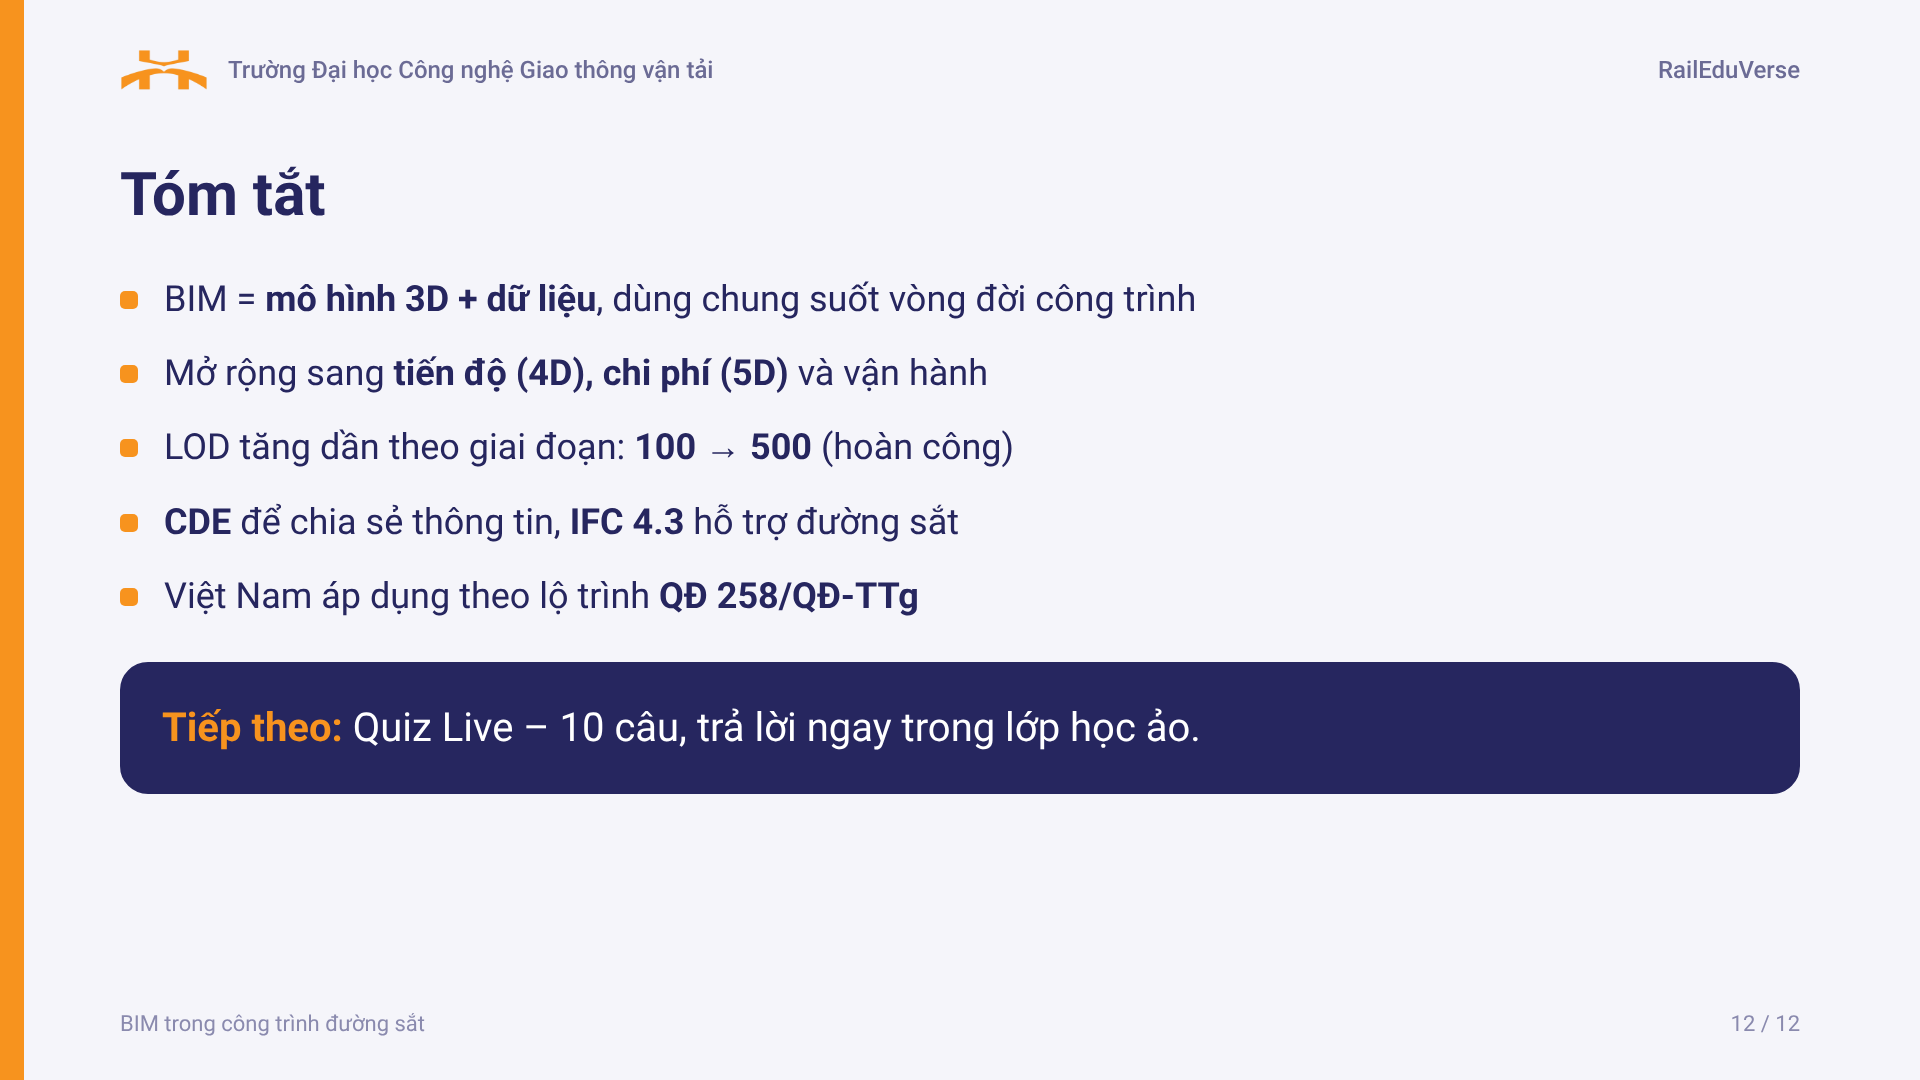 Trường Đại học Công nghệ Giao thông vận tải
RailEduVerse
Tóm tắt
BIM = mô hình 3D + dữ liệu, dùng chung suốt vòng đời công trình
Mở rộng sang tiến độ (4D), chi phí (5D) và vận hành
LOD tăng dần theo giai đoạn: 100 → 500 (hoàn công)
CDE để chia sẻ thông tin, IFC 4.3 hỗ trợ đường sắt
Việt Nam áp dụng theo lộ trình QĐ 258/QĐ-TTg
Tiếp theo: Quiz Live – 10 câu, trả lời ngay trong lớp học ảo.
BIM trong công trình đường sắt
12 / 12